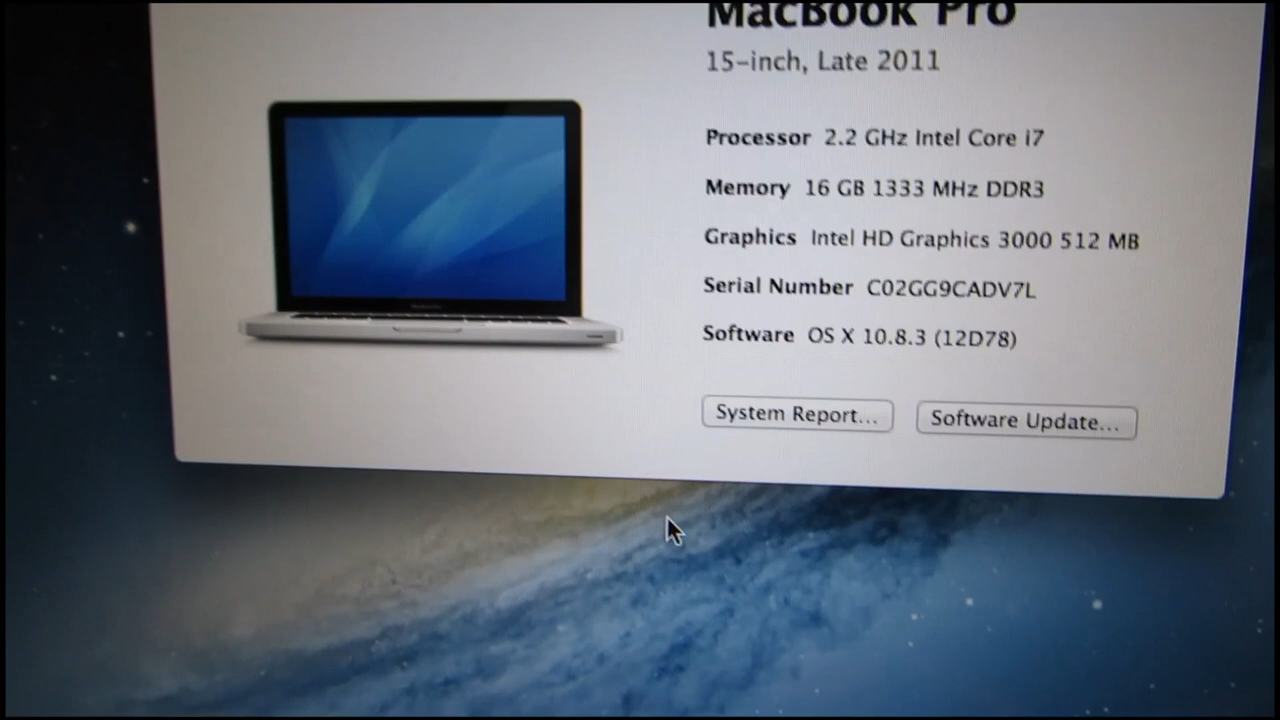 MacBook Pro
15-inch, Late 2011
Processor 2.2 GHz Intel Core i7
Memory 16 GB 1333 MHz DDR3
Graphics Intel HD Graphics 3000 512 MB
Serial Number C02GG9CADV7L
Software OS X 10.8.3 (12D78)
System Report... Software Update...